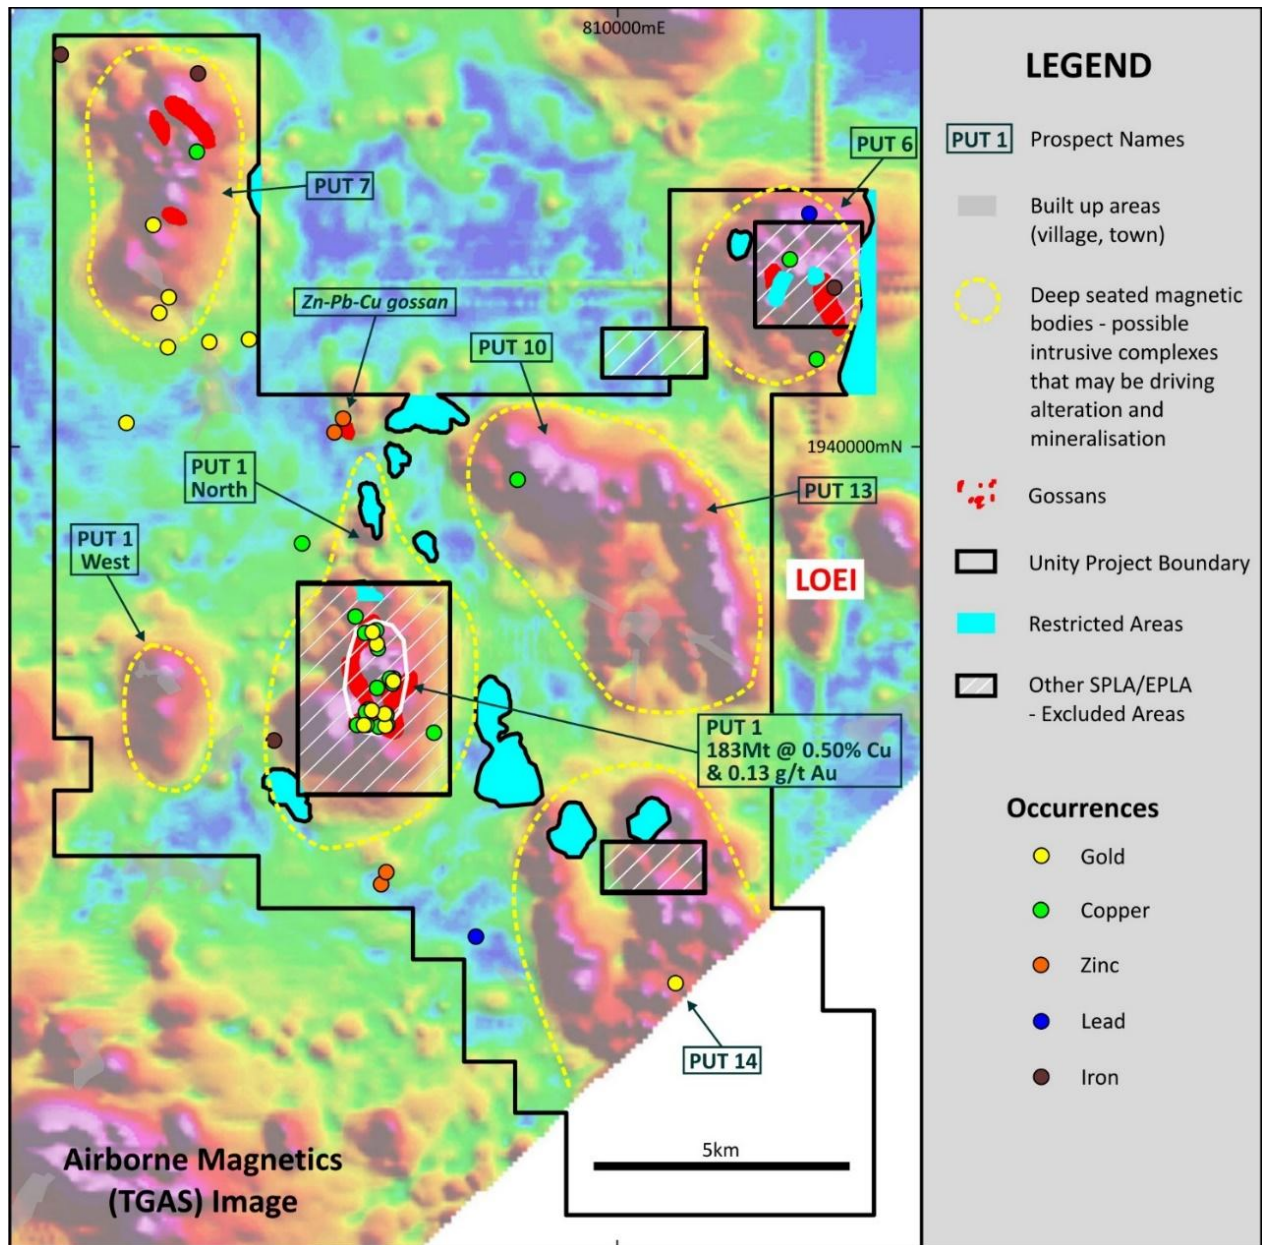 810000mE
PUT 6
PUT 7
Zn-Pb-Cu gossan
PUT 10
1940000mN
PUT 1
North
PUT 13
PUT 1
West
LOEI
PUT 1
183Mt @ 0.50% Cu
& 0.13 g/t Au
PUT 14
5km
Airborne Magnetics
(TGAS) Image
LEGEND
PUT 1 Prospect Names
Built up areas
(village, town)
Deep seated magnetic
bodies - possible
intrusive complexes
that may be driving
alteration and
mineralisation
Gossans
Unity Project Boundary
Restricted Areas
Other SPLA/EPLA
- Excluded Areas
Occurrences
Gold
Copper
Zinc
Lead
Iron